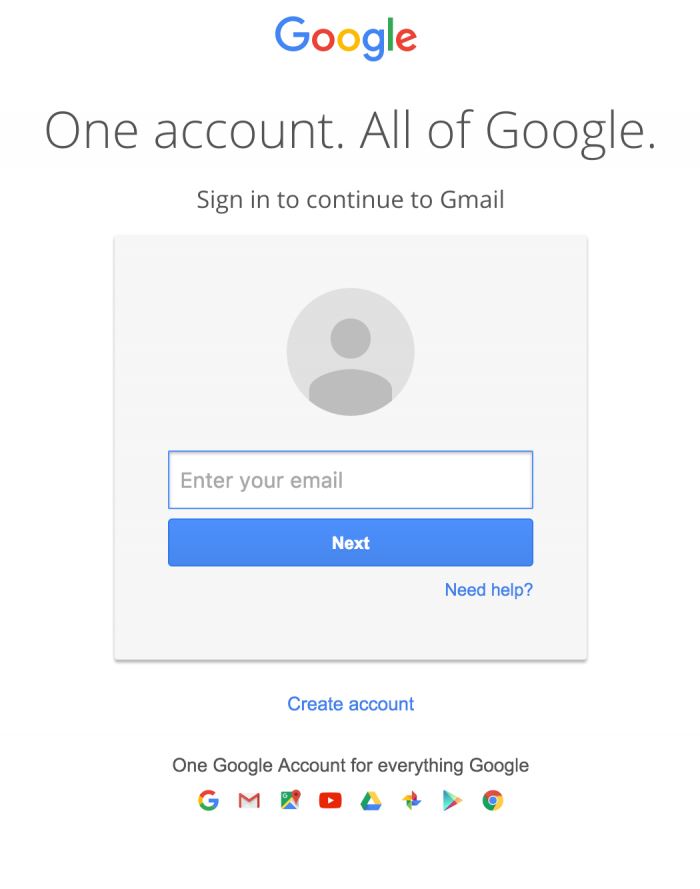 Google
One account. All of Google.
Sign in to continue to Gmail
Enter your email
Next
Need help?
Create account
One Google Account for everything Google